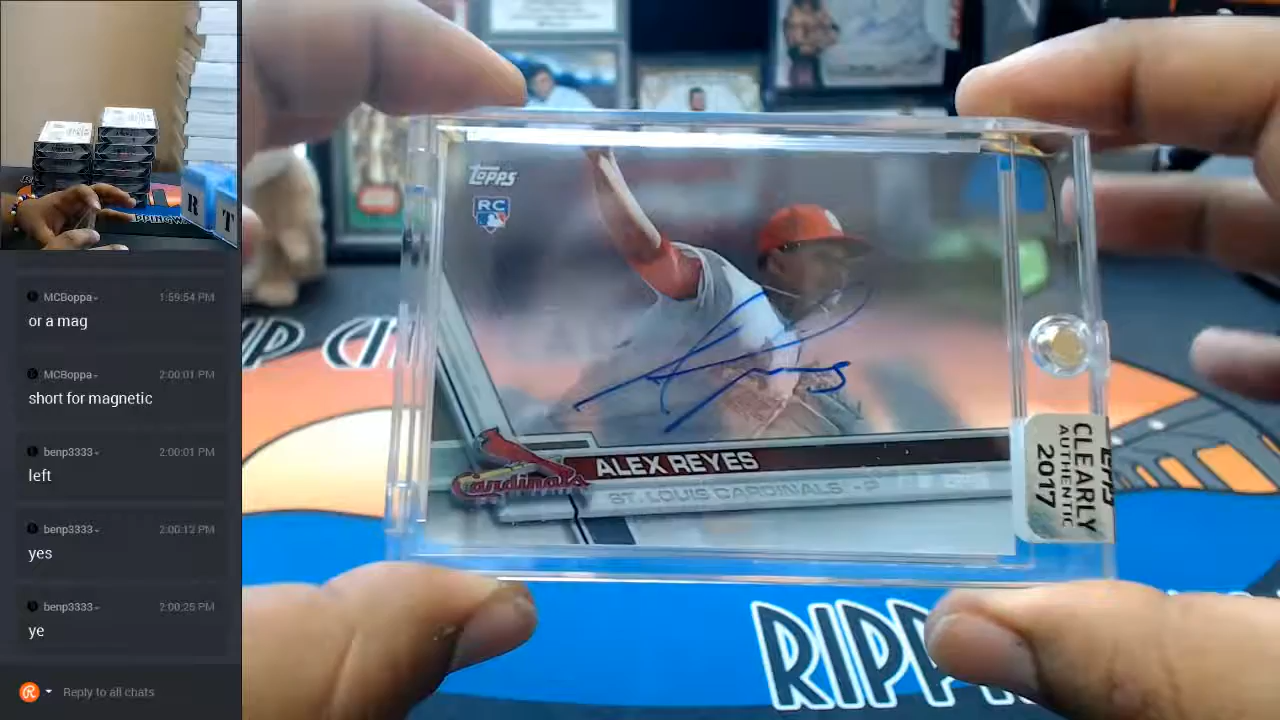 MCBoppa
1:59:54 PM
or a mag
MCBoppa
2:00:01 PM
short for magnetic
benp3333
2:00:01 PM
left
benp3333
2:00:12 PM
yes
benp3333
2:00:25 PM
ye
Reply to all chats
R T
TOPPS
RC
Cardinals
ALEX REYES
ST. LOUIS CARDINALS - P
CLEARLY
AUTHENTIC
2017